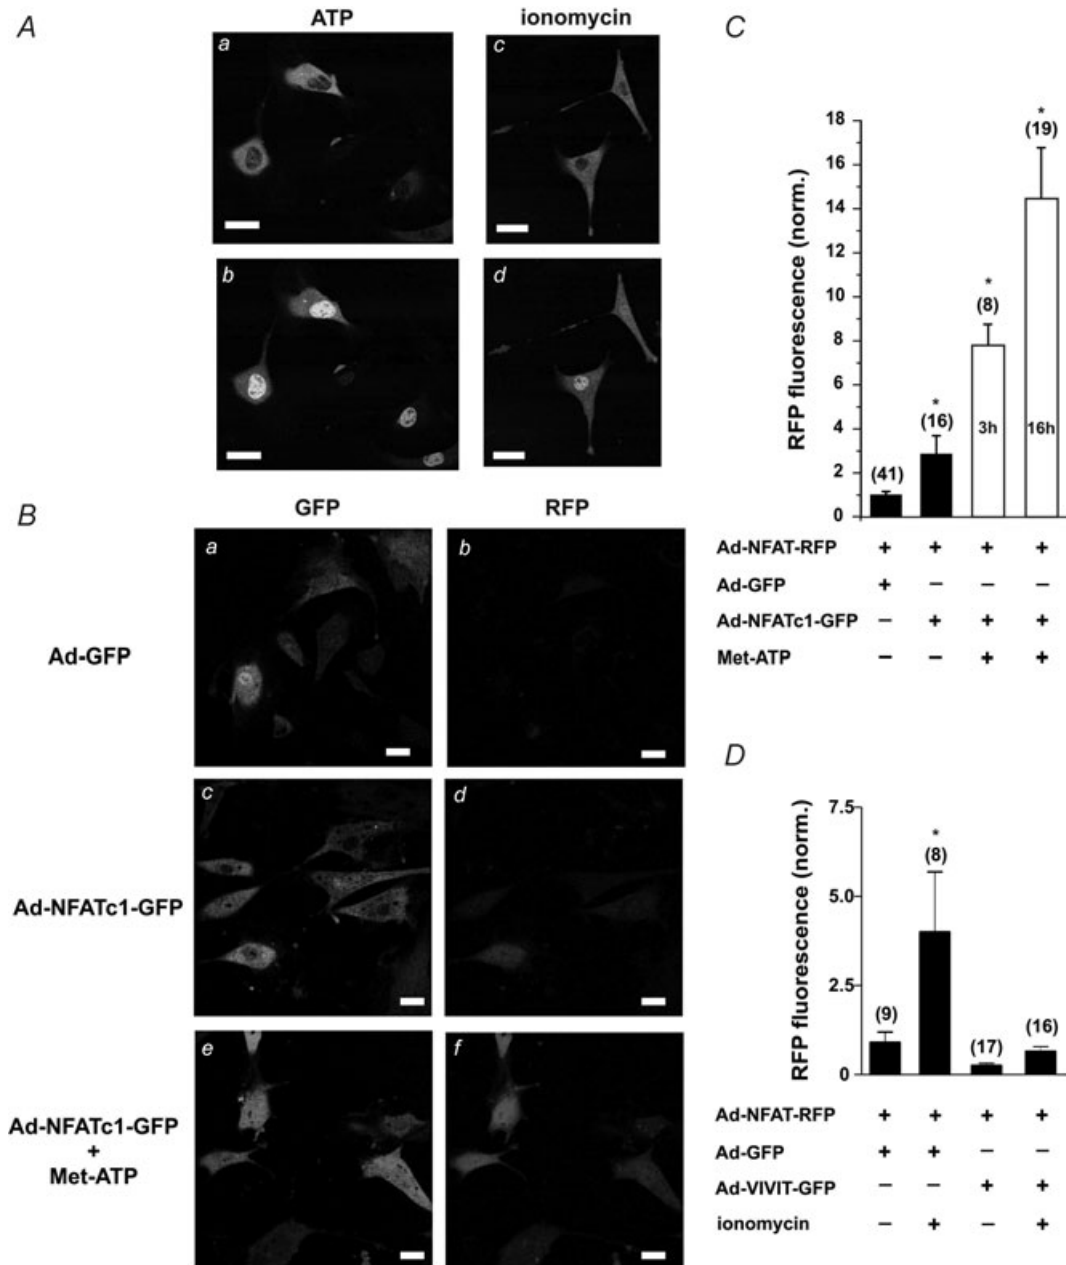 A
ATP
ionomycin
a
c
b
d
B
GFP
RFP
Ad-GFP
a
b
Ad-NFATc1-GFP
c
d
Ad-NFATc1-GFP
+
Met-ATP
e
f
C
RFP fluorescence (norm.)
18
16
14
12
10
8
6
4
2
0
(41)
*
(16)
*
(8)
3h
*
(19)
16h
Ad-NFAT-RFP + + + +
Ad-GFP + − − −
Ad-NFATc1-GFP − + + +
Met-ATP − − + +
D
RFP fluorescence (norm.)
7.5
5.0
2.5
0
(9)
*
(8)
(17)
(16)
Ad-NFAT-RFP + + + +
Ad-GFP + + − −
Ad-VIVIT-GFP − − + +
ionomycin − + − +